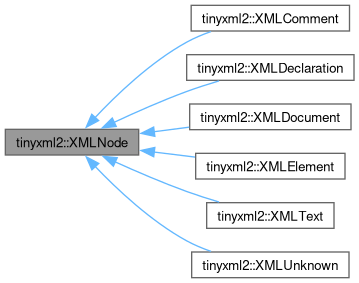 tinyxml2::XMLComment
tinyxml2::XMLDeclaration
tinyxml2::XMLDocument
tinyxml2::XMLNode
tinyxml2::XMLElement
tinyxml2::XMLText
tinyxml2::XMLUnknown